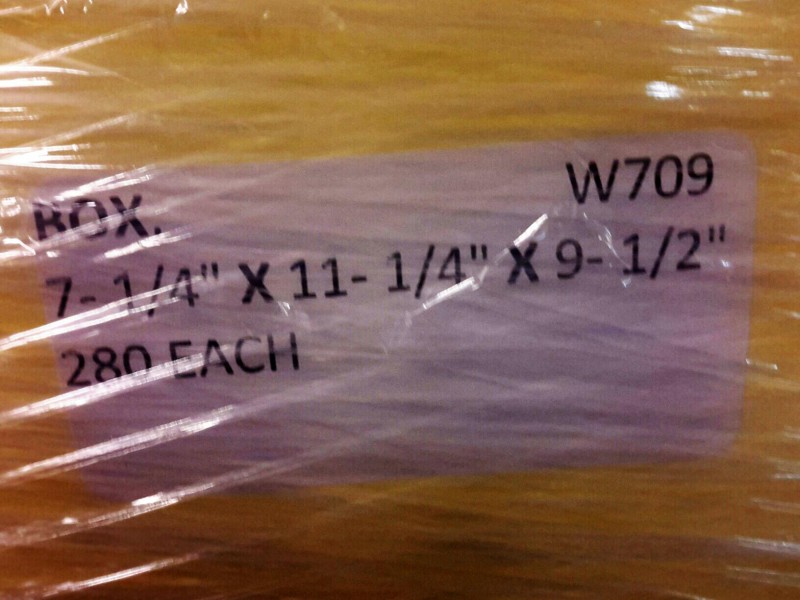 BOX. W709
7- 1/4" X 11- 1/4" X 9- 1/2"
280 EACH